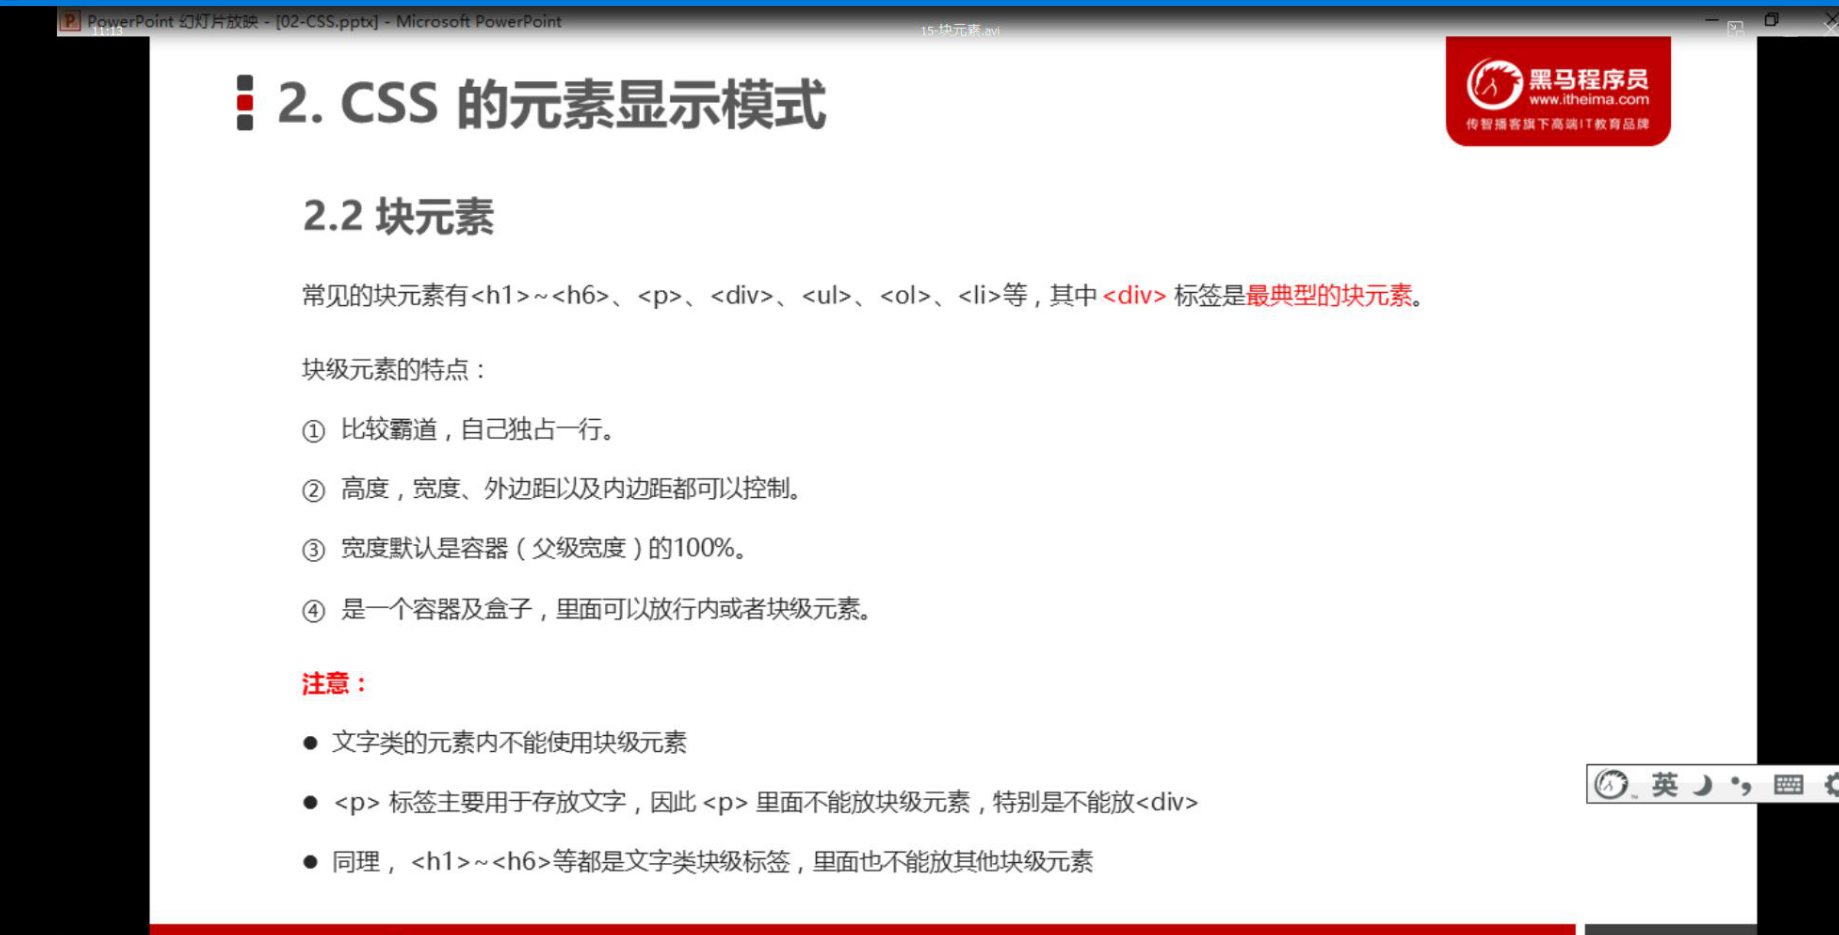 PowerPoint 幻灯片放映 - [02-CSS.pptx] - Microsoft PowerPoint
11:13
15-块元素.avi
2. CSS 的元素显示模式
黑马程序员
www.itheima.com
传智播客旗下高端IT教育品牌
2.2 块元素
常见的块元素有<h1>~<h6>、<p>、<div>、<ul>、<ol>、<li>等，其中 <div> 标签是最典型的块元素。
块级元素的特点：
① 比较霸道，自己独占一行。
② 高度，宽度、外边距以及内边距都可以控制。
③ 宽度默认是容器（父级宽度）的100%。
④ 是一个容器及盒子，里面可以放行内或者块级元素。
注意：
● 文字类的元素内不能使用块级元素
● <p> 标签主要用于存放文字，因此 <p> 里面不能放块级元素，特别是不能放<div>
● 同理， <h1>~<h6>等都是文字类块级标签，里面也不能放其他块级元素
英